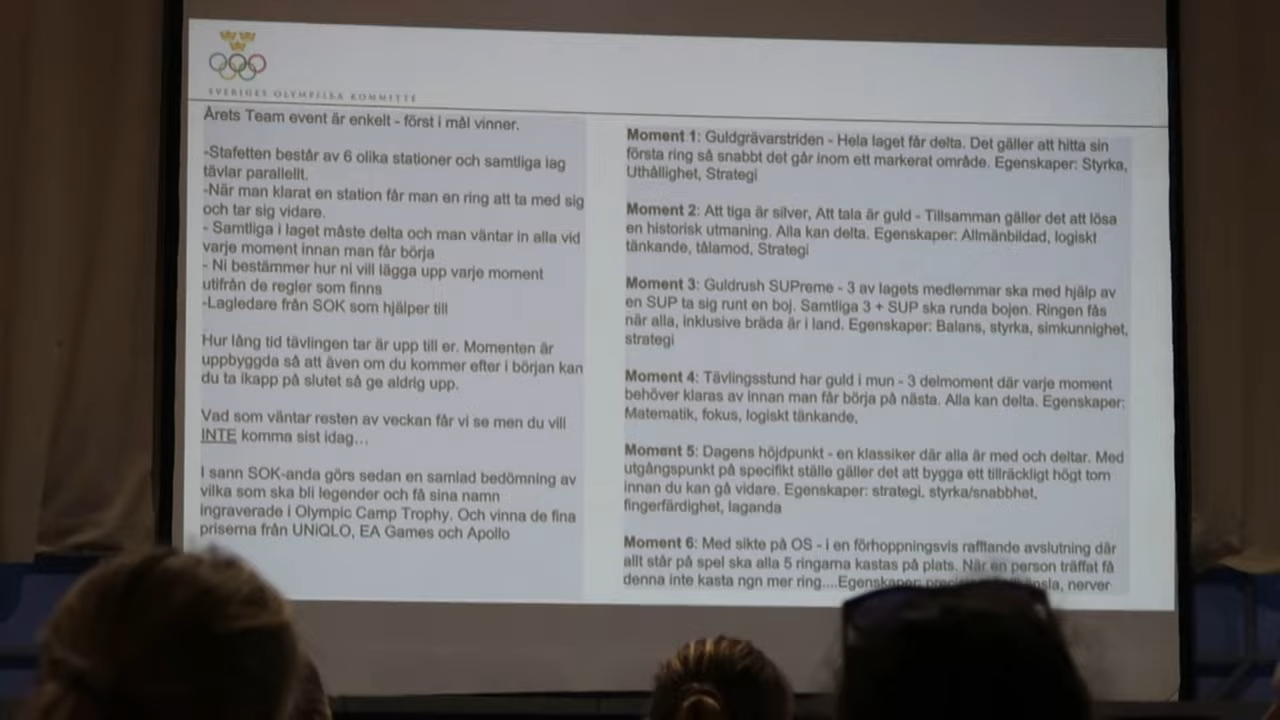 SVERIGES OLYMPISKA KOMMITTÉ
Årets Team event är enkelt - först i mål vinner.
-Stafetten består av 6 olika stationer och samtliga lag
tävlar parallellt.
-När man klarat en station får man en ring att ta med sig
och tar sig vidare.
- Samtliga i laget måste delta och man väntar in alla vid
varje moment innan man får börja
- Ni bestämmer hur ni vill lägga upp varje moment
utifrån de regler som finns
-Lagledare från SOK som hjälper till
Hur lång tid tävlingen tar är upp till er. Momenten är
uppbyggda så att även om du kommer efter i början kan
du ta ikapp på slutet så ge aldrig upp.
Vad som väntar resten av veckan får vi se men du vill
INTE komma sist idag...
I sann SOK-anda görs sedan en samlad bedömning av
vilka som ska bli legender och få sina namn
ingraverade i Olympic Camp Trophy. Och vinna de fina
priserna från UNIQLO, EA Games och Apollo
Moment 1: Guldgrävarstriden - Hela laget får delta. Det gäller att hitta sin
första ring så snabbt det går inom ett markerat område. Egenskaper: Styrka,
Uthållighet, Strategi
Moment 2: Att tiga är silver, Att tala är guld - Tillsamman gäller det att lösa
en historisk utmaning. Alla kan delta. Egenskaper: Allmänbildad, logiskt
tänkande, tålamod, Strategi
Moment 3: Guldrush SUPreme - 3 av lagets medlemmar ska med hjälp av
en SUP ta sig runt en boj. Samtliga 3 + SUP ska runda bojen. Ringen fås
när alla, inklusive bräda är i land. Egenskaper: Balans, styrka, simkunnighet,
strategi
Moment 4: Tävlingsstund har guld i mun - 3 delmoment där varje moment
behöver klaras av innan man får börja på nästa. Alla kan delta. Egenskaper:
Matematik, fokus, logiskt tänkande,
Moment 5: Dagens höjdpunkt - en klassiker där alla är med och deltar. Med
utgångspunkt på specifikt ställe gäller det att bygga ett tillräckligt högt torn
innan du kan gå vidare. Egenskaper: strategi, styrka/snabbhet,
fingerfärdighet, laganda
Moment 6: Med sikte på OS - i en förhoppningsvis rafflande avslutning där
allt står på spel ska alla 5 ringarna kastas på plats. När en person träffat få
denna inte kasta ngn mer ring....Egenskaper: nerver